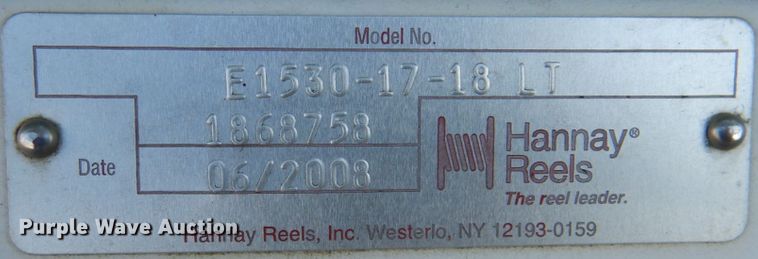 Model No.
E1530-17-18 LT
1868758
Date 06/2008
Hannay®
Reels
The reel leader.
Purple Wave Auction
Hannay Reels, Inc. Westerlo, NY 12193-0159